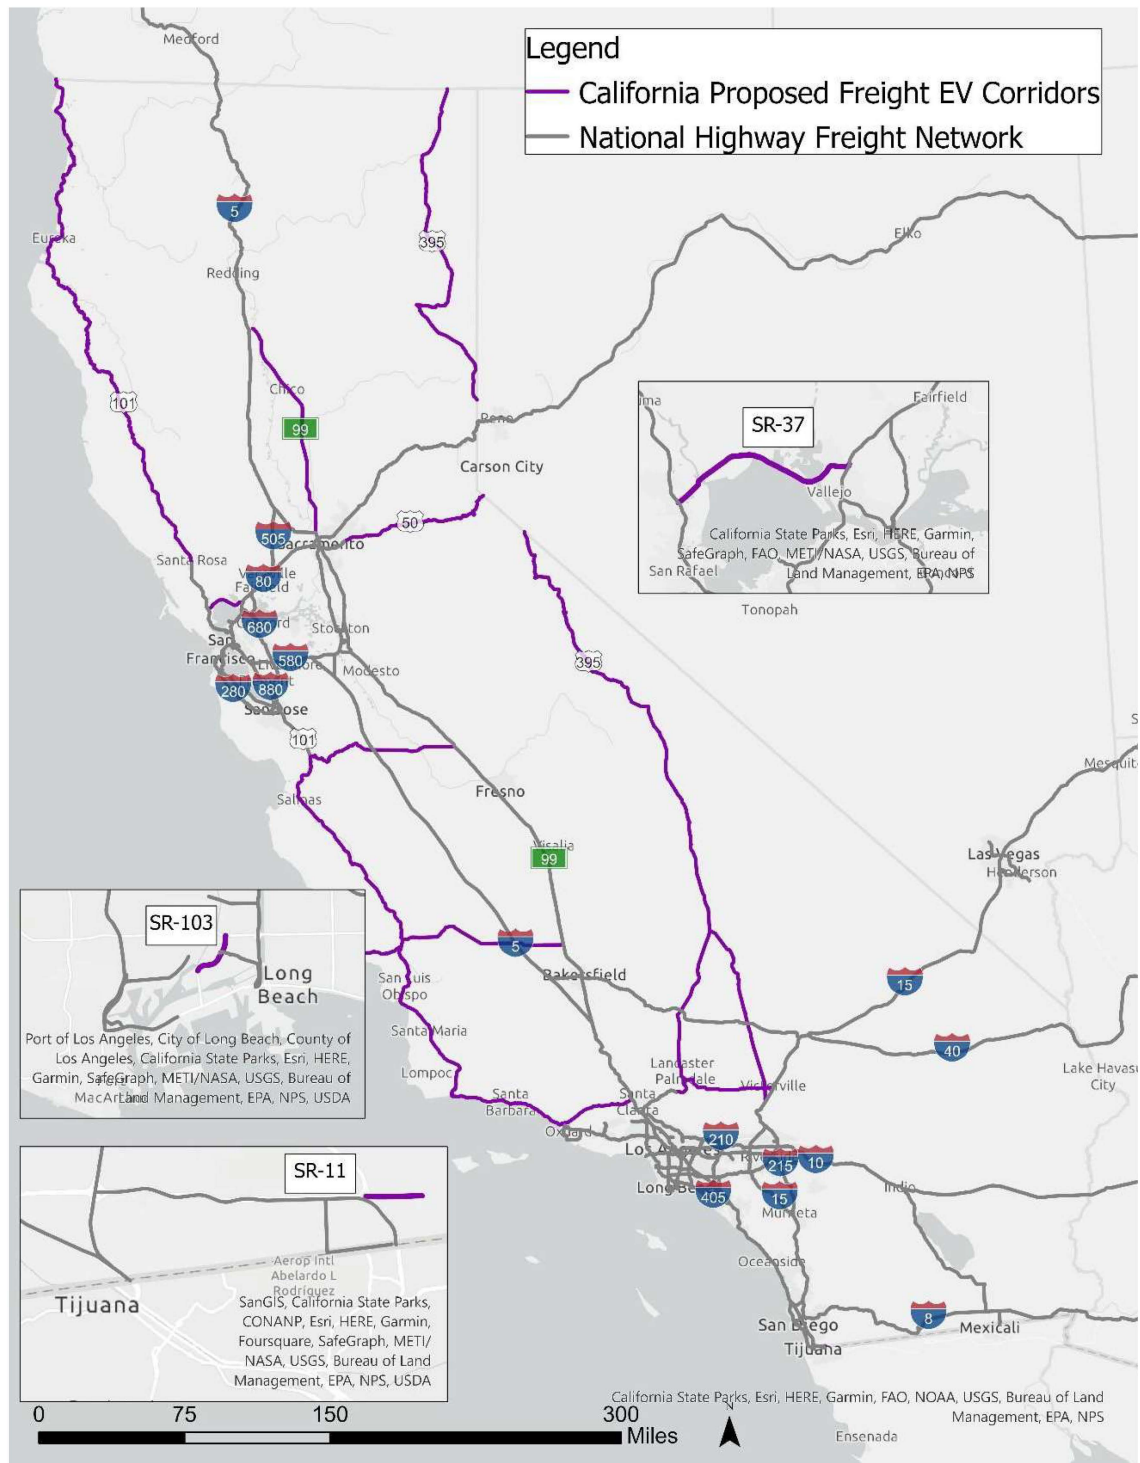 Medford
Legend
California Proposed Freight EV Corridors
National Highway Freight Network
5
395
Eureka
Elko
Redding
Chico
101
99
Reno
Carson City
50
505
Sacramento
Santa Rosa
80
Fairfield
680
Stockton
San
Francisco
580
Modesto
280
880
San Jose
101
395
SR-37
Fairfield
Vallejo
California State Parks, Esri, HERE, Garmin,
SafeGraph, FAO, METI/NASA, USGS, Bureau of
San Rafael
Land Management, EPA, NPS
Tonopah
Fresno
Salinas
Visalia
99
Mesquite
Las Vegas
Henderson
5
Bakersfield
15
San Luis
Obispo
Santa Maria
40
Lompoc
Lancaster
Palmdale
Victorville
Lake Havasu
City
Santa
Barbara
Santa
Clarita
Oxnard
210
Los Angeles
215
10
Long Be
405
15
Indio
Murrieta
Oceanside
San Diego
8
Mexicali
Tijuana
Ensenada
SR-103
Long
Beach
Port of Los Angeles, City of Long Beach, County of
Los Angeles, California State Parks, Esri, HERE,
Garmin, SafeGraph, METI/NASA, USGS, Bureau of
Land Management, EPA, NPS, USDA
SR-11
Aerop Intl
Abelardo L
Rodríguez
Tijuana
SanGIS, California State Parks,
CONANP, Esri, HERE, Garmin,
Foursquare, SafeGraph, METI/
NASA, USGS, Bureau of Land
Management, EPA, NPS, USDA
California State Parks, Esri, HERE, Garmin, FAO, NOAA, USGS, Bureau of Land
Management, EPA, NPS
0 75 150 300
Miles
N